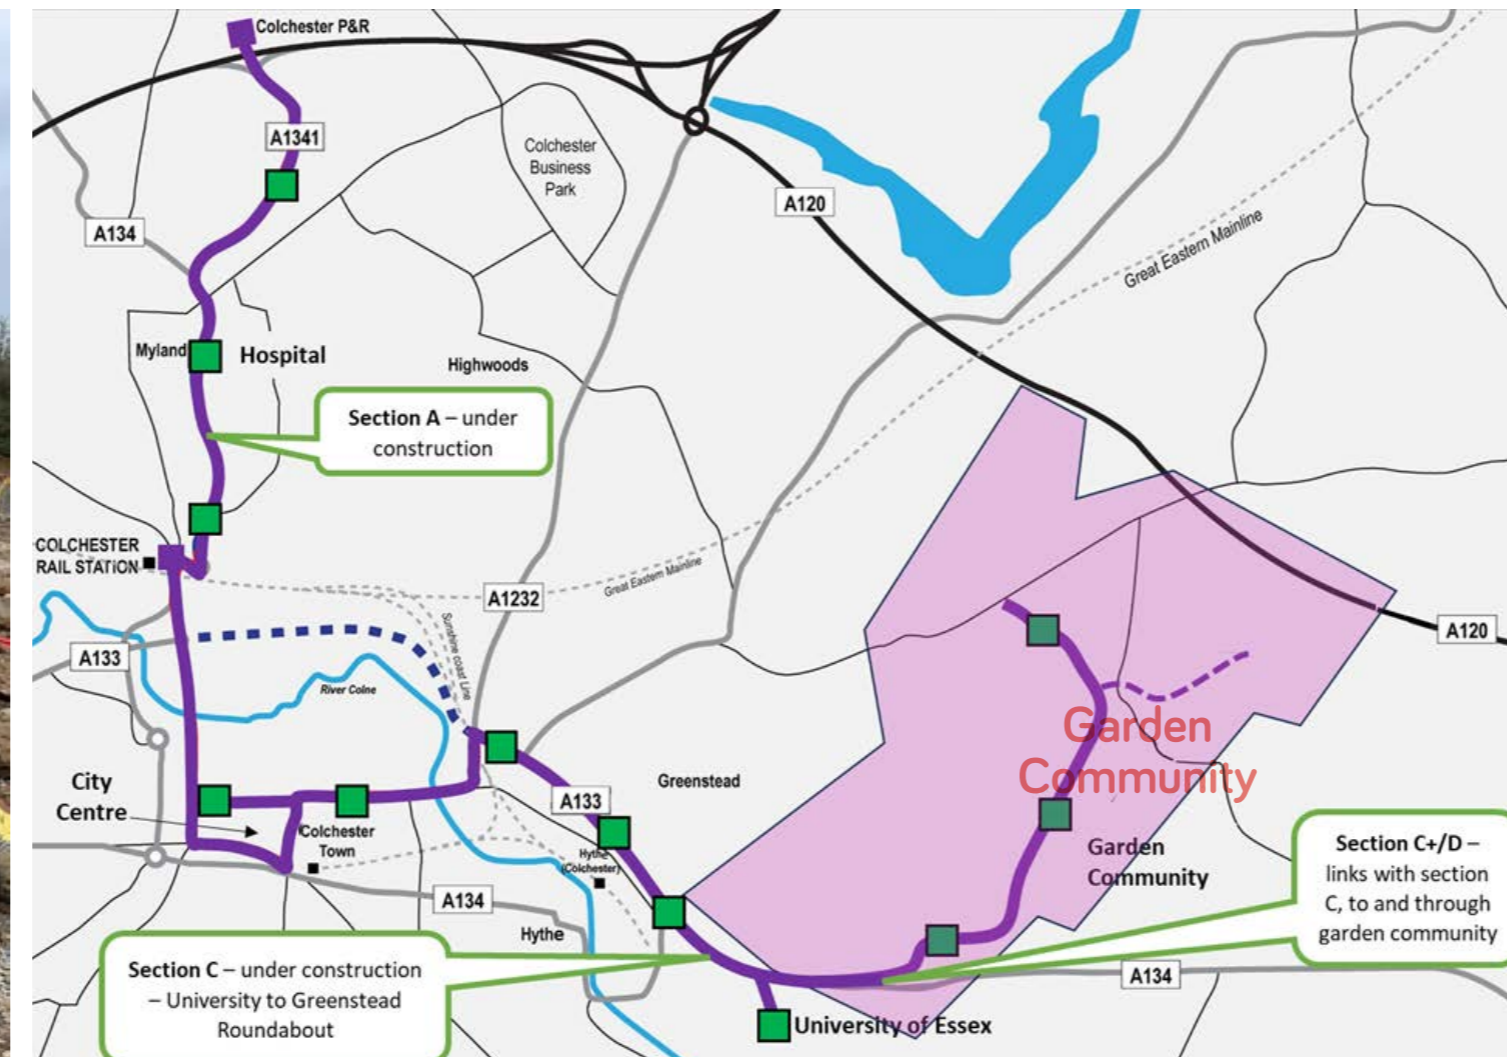 Colchester P&R
A1341
Colchester
Business
Park
A120
A134
Great Eastern Mainline
Myland
Hospital
Highwoods
Section A – under
construction
COLCHESTER
RAIL STATION
A1232
Great Eastern Mainline
Sunshine coast Line
A120
A133
River Colne
Garden
Community
City
Centre
Greenstead
A133
Colchester
Town
Hythe
(Colchester)
Garden
Community
Section C+/D –
links with section
C, to and through
garden community
A134
Hythe
Section C – under construction
– University to Greenstead
Roundabout
A134
University of Essex